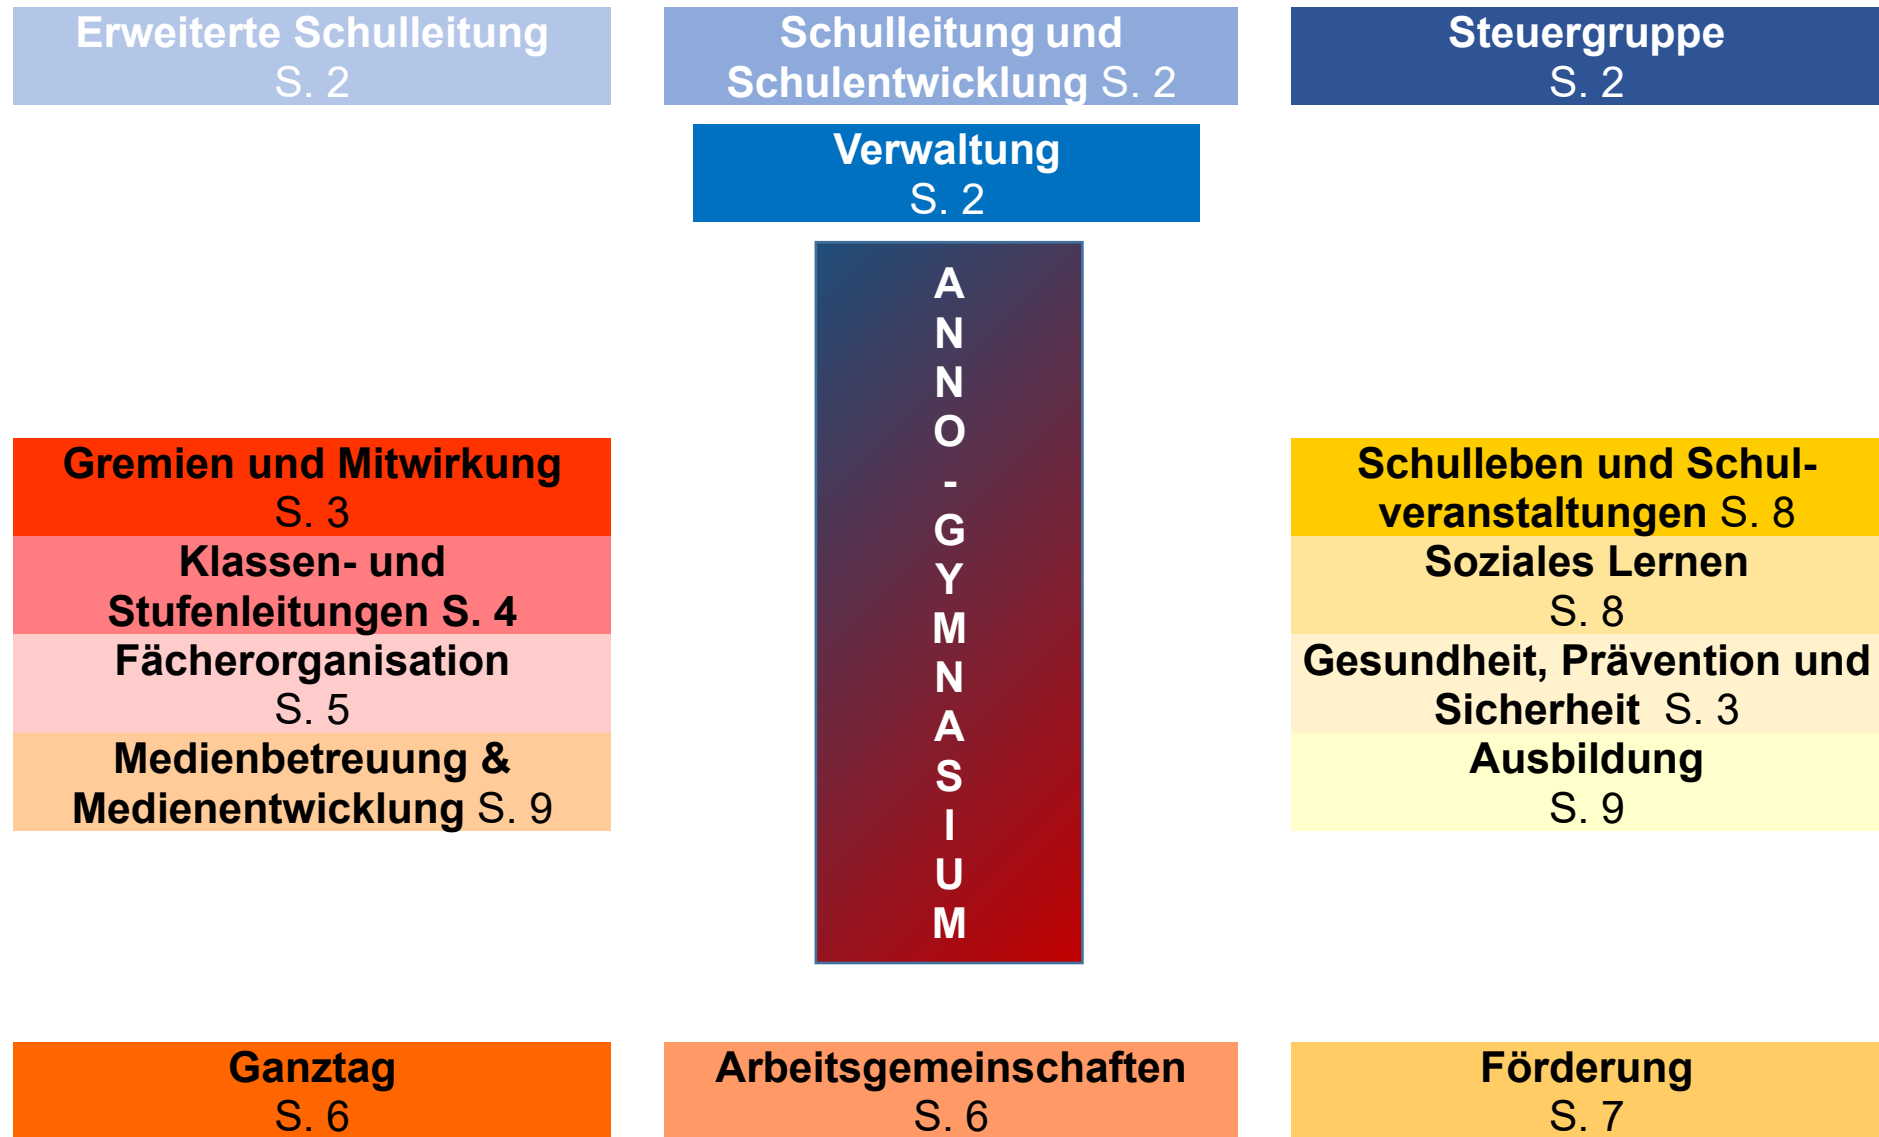 Erweiterte Schulleitung
S. 2
Schulleitung und
Schulentwicklung S. 2
Steuergruppe
S. 2
Verwaltung
S. 2
A
N
N
O
-
G
Y
M
N
A
S
I
U
M
Gremien und Mitwirkung
S. 3
Klassen- und
Stufenleitungen S. 4
Fächerorganisation
S. 5
Medienbetreuung &
Medienentwicklung S. 9
Schulleben und Schul-
veranstaltungen S. 8
Soziales Lernen
S. 8
Gesundheit, Prävention und
Sicherheit  S. 3
Ausbildung
S. 9
Ganztag
S. 6
Arbeitsgemeinschaften
S. 6
Förderung
S. 7